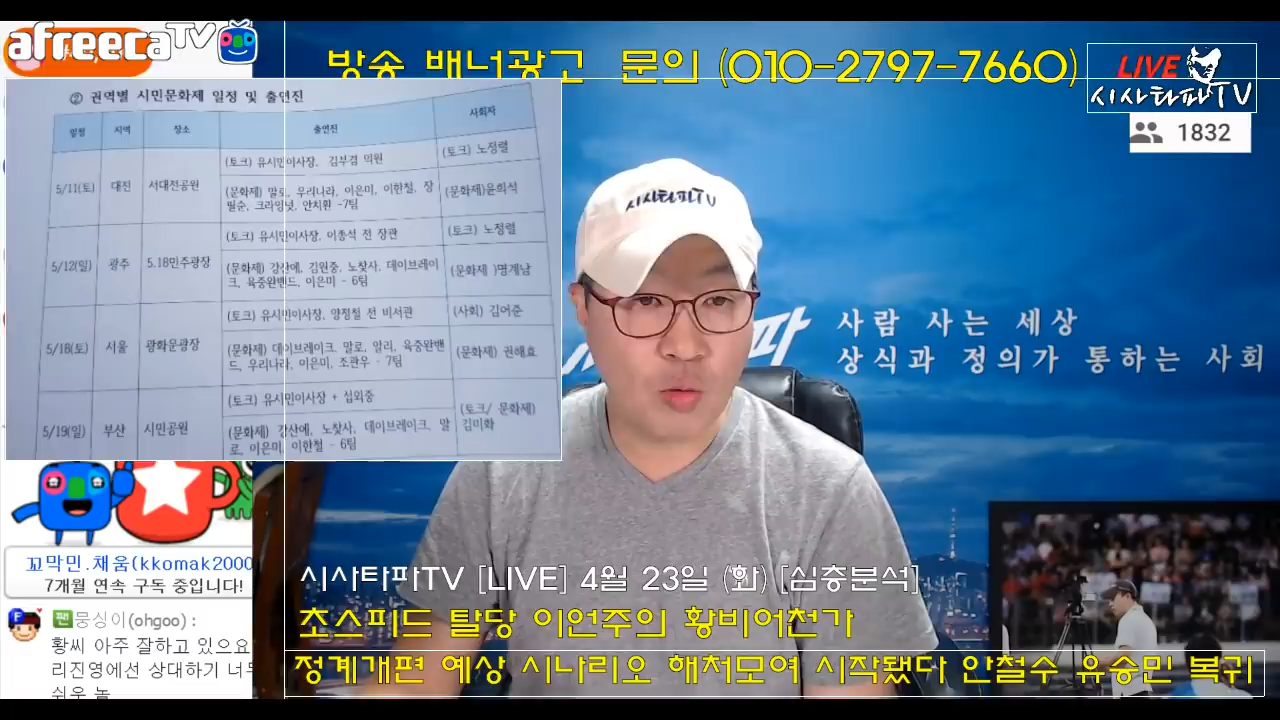 afreecaTV
방송 배너광고 문의 (010-2797-7660)
LIVE
시사타파TV
1832
② 권역별 시민문화제 일정 및 출연진
일정 지역 장소 출연진 사회자
5/11(토) 대전 서대전공원
(토크) 유시민이사장, 김부겸 의원
(토크) 노정렬
(문화제) 말로, 우리나라, 이은미, 이한철, 장
필순, 크라잉넛, 안치환 -7팀
(문화제)윤희석
5/12(일) 광주 5.18민주광장
(토크) 유시민이사장, 이종석 전 장관
(토크) 노정렬
(문화제) 강산에, 김원중, 노찾사, 데이브레이
크, 육중완밴드, 이은미 - 6팀
(문화제 )명계남
5/18(토) 서울 광화문광장
(토크) 유시민이사장, 양정철 전 비서관
(사회) 김어준
(문화제) 데이브레이크, 말로, 알리, 육중완밴
드, 우리나라, 이은미, 조관우 - 7팀
(문화제) 권해효
5/19(일) 부산 시민공원
(토크) 유시민이사장 + 섭외중
(문화제) 강산에, 노찾사, 데이브레이크, 말
로, 이은미, 이한철 - 6팀
(토크/ 문화제)
김미화
시사타파TV
파
사람 사는 세상
상식과 정의가 통하는 사회
꼬막민.채움(kkomak2000
7개월 연속 구독 중입니다!
팬 뭉싱이(ohgoo) :
황씨 아주 잘하고 있으요
리진영에선 상대하기 너무
쉬운 놈
시사타파TV [LIVE] 4월 23일 (화) [심층분석]
초스피드 탈당 이언주의 황비어천가
정계개편 예상 시나리오 헤쳐모여 시작됐다 안철수 유승민 복귀